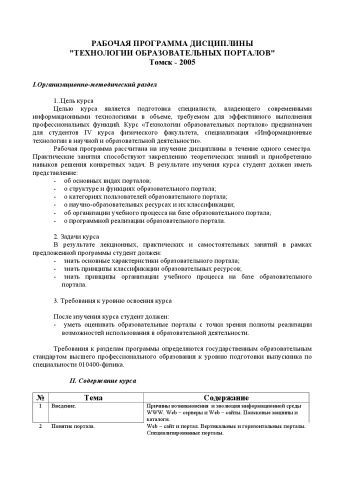 РАБОЧАЯ ПРОГРАММА ДИСЦИПЛИНЫ
"ТЕХНОЛОГИИ ОБРАЗОВАТЕЛЬНЫХ ПОРТАЛОВ"
Томск - 2005
I.Организационно-методический раздел
1. Цель курса
Целью курса является подготовка специалиста, владеющего современными
информационными технологиями в объеме, требуемом для эффективного выполнения
профессиональных функций. Курс «Технологии образовательных порталов» предназначен
для студентов IV курса физического факультета, специализация «Информационные
технологии в научной и образовательной деятельности».
Рабочая программа рассчитана на изучение дисциплины в течение одного семестра.
Практические занятия способствуют закреплению теоретических знаний и приобретению
навыков решения конкретных задач. В результате изучения курса студент должен иметь
представление:
- об основных видах порталов;
- о структуре и функциях образовательного портала;
- о категориях пользователей образовательного портала;
- о научно-образовательных ресурсах и их классификации;
- об организации учебного процесса на базе образовательного портала;
- о программной реализации образовательного портала.
2. Задачи курса
В результате лекционных, практических и самостоятельных занятий в рамках
предложенной программы студент должен:
- знать основные характеристики образовательного портала;
- знать принципы классификации образовательных ресурсов;
- знать принципы организации учебного процесса на базе образовательного
портала.
3. Требования к уровню освоения курса
После изучения курса студент должен:
- уметь оценивать образовательные порталы с точки зрения полноты реализации
возможностей использования в образовательной деятельности.
Требования к разделам программы определяются государственным образовательным
стандартом высшего профессионального образования к уровню подготовки выпускника по
специальности 010400-физика.
II. Содержание курса
№ Тема Содержание
1 Введение. Причины возникновения и эволюция информационной среды
WWW. Web – серверы и Web – сайты. Поисковые машины и
каталоги.
2 Понятие портала. Web – сайт и портал. Вертикальные и горизонтальные порталы.
Специализированные порталы.